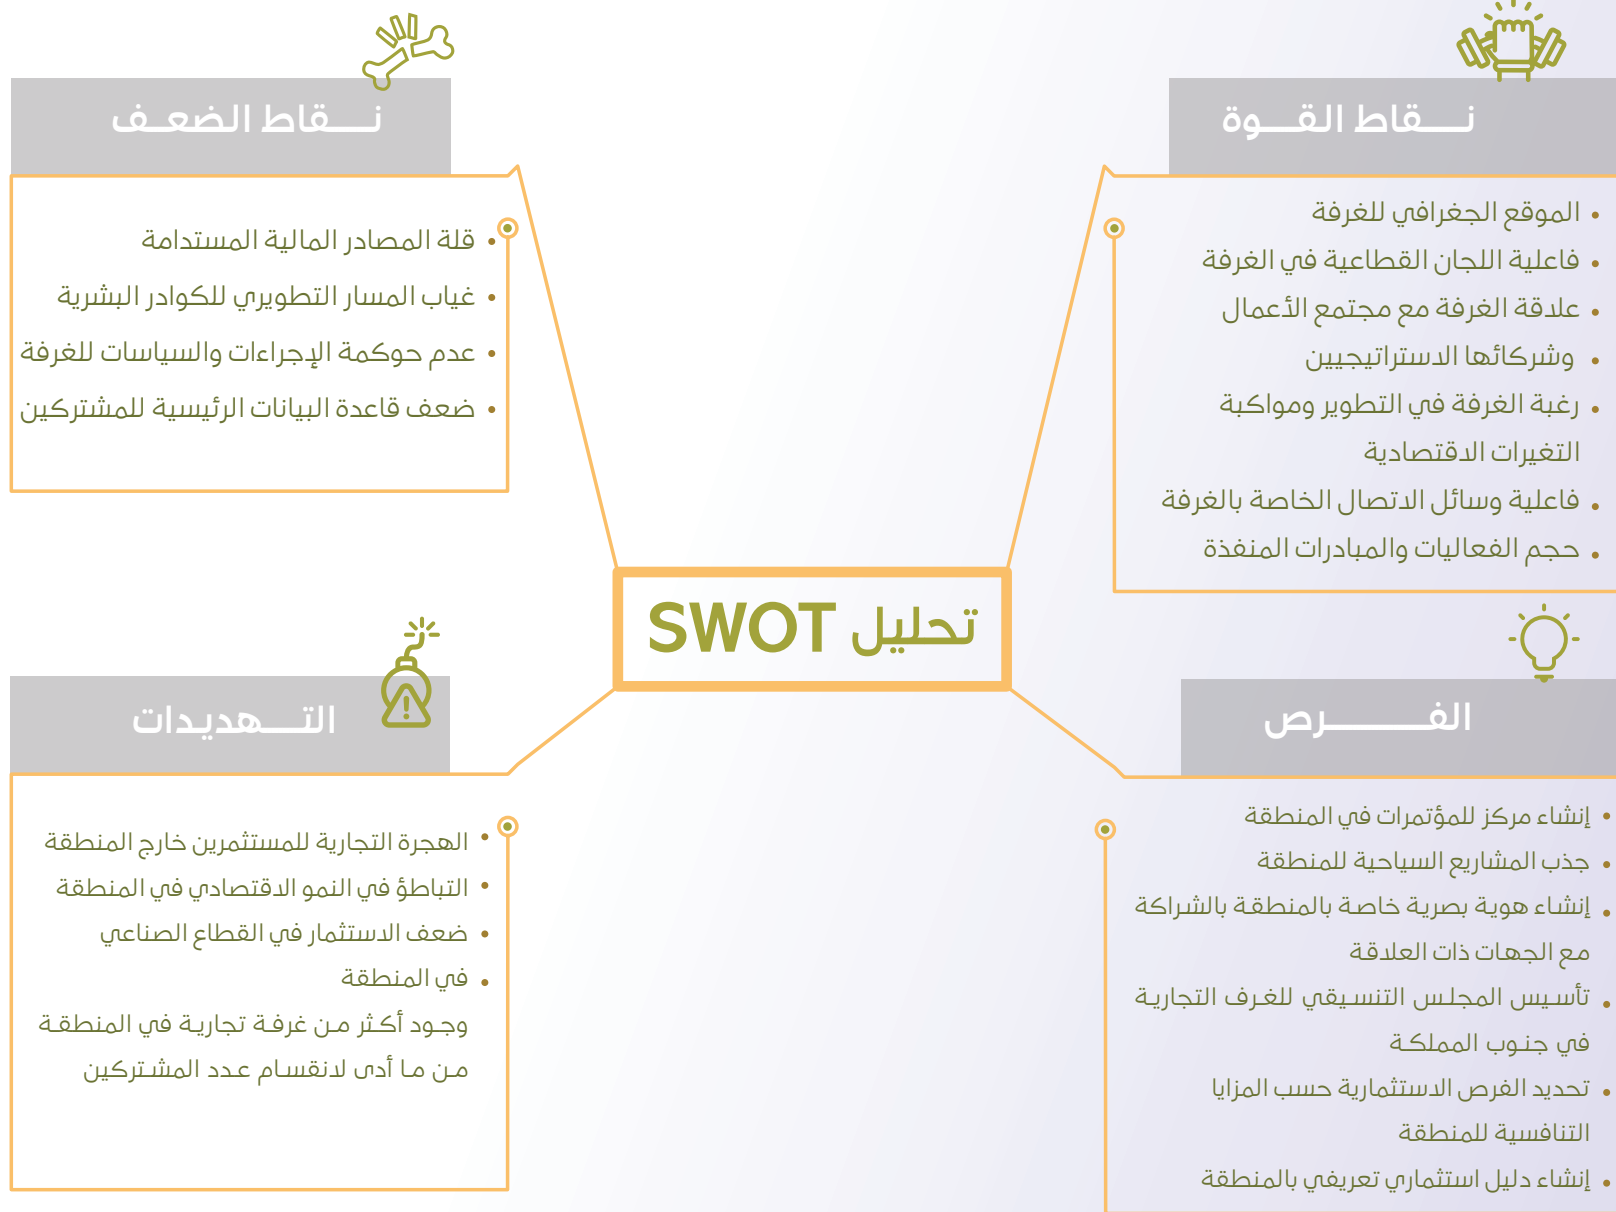 نقاط القوة
• الموقع الجغرافي للغرفة
• فاعلية اللجان القطاعية في الغرفة
• علاقة الغرفة مع مجتمع الأعمال
• وشركائها الاستراتيجيين
• رغبة الغرفة في التطوير ومواكبة
التغيرات الاقتصادية
• فاعلية وسائل الاتصال الخاصة بالغرفة
• حجم الفعاليات والمبادرات المنفذة
نقاط الضعف
• قلة المصادر المالية المستدامة
• غياب المسار التطويري للكوادر البشرية
• عدم حوكمة الإجراءات والسياسات للغرفة
• ضعف قاعدة البيانات الرئيسية للمشتركين
تحليل SWOT
الفرص
• إنشاء مركز للمؤتمرات في المنطقة
• جذب المشاريع السياحية للمنطقة
• إنشاء هوية بصرية خاصة بالمنطقة بالشراكة
مع الجهات ذات العلاقة
• تأسيس المجلس التنسيقي للغرف التجارية
في جنوب المملكة
• تحديد الفرص الاستثمارية حسب المزايا
التنافسية للمنطقة
• إنشاء دليل استثماري تعريفي بالمنطقة
التهديدات
• الهجرة التجارية للمستثمرين خارج المنطقة
• التباطؤ في النمو الاقتصادي في المنطقة
• ضعف الاستثمار في القطاع الصناعي
• في المنطقة
وجود أكثر من غرفة تجارية في المنطقة
من ما أدى لانقسام عدد المشتركين